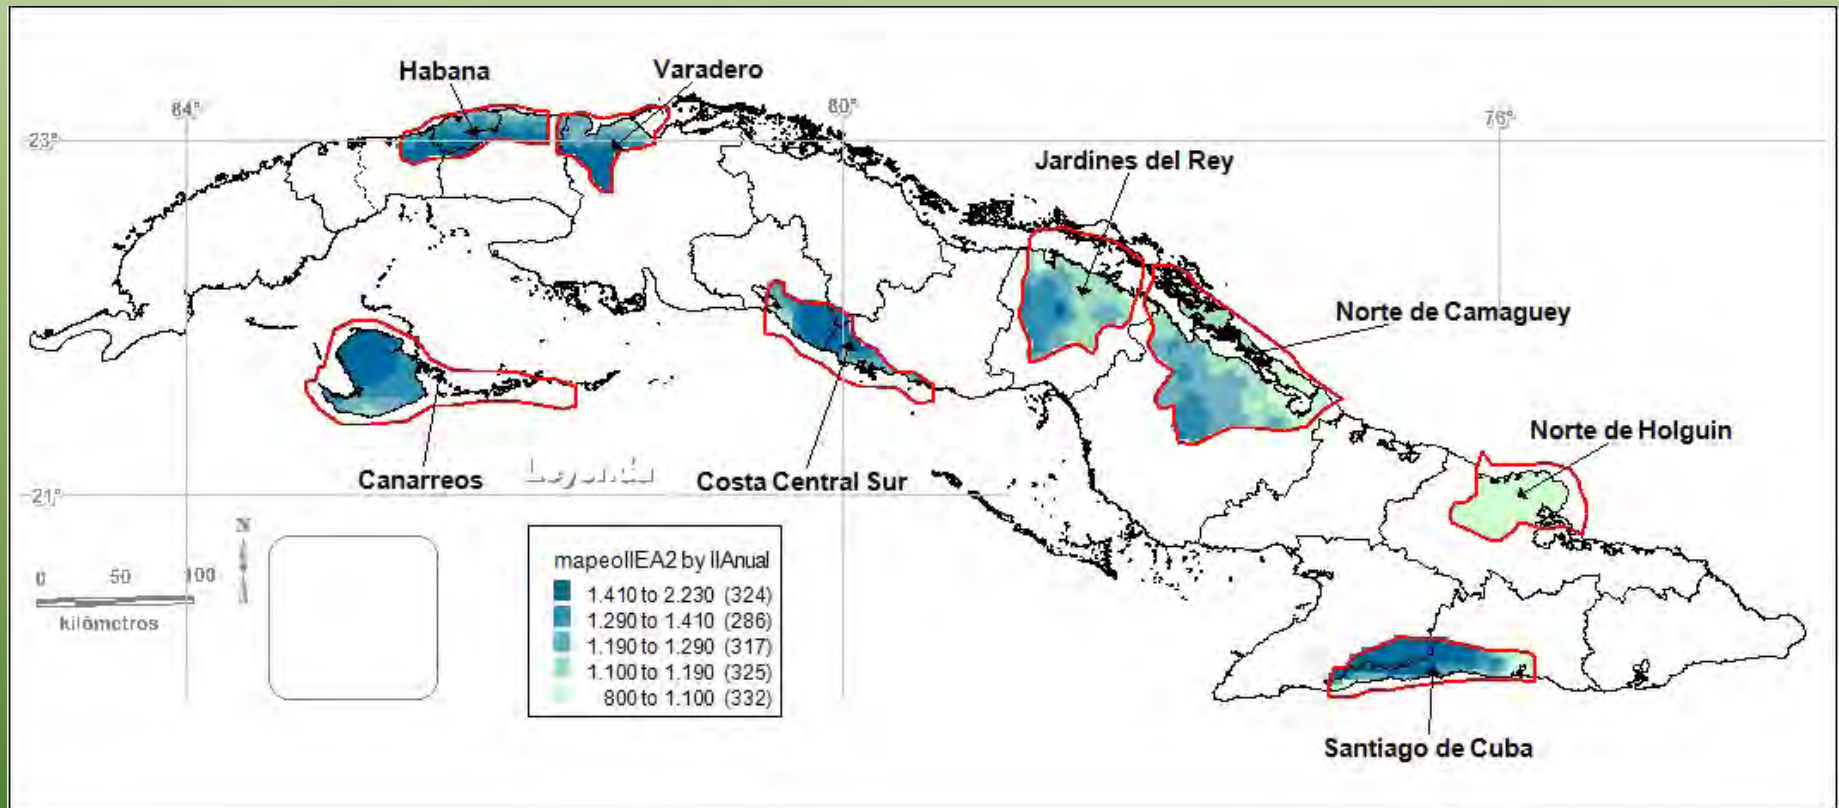 Habana
Varadero
84°
80°
76°
23°
Jardines del Rey
Norte de Camaguey
Norte de Holguin
Canarreos
Leyenda
Costa Central Sur
21°
N
mapeoIIEA2 by IIAnual
1.410 to 2.230 (324)
1.290 to 1.410 (286)
1.190 to 1.290 (317)
1.100 to 1.190 (325)
800 to 1.100 (332)
0 50 100
kilómetros
Santiago de Cuba